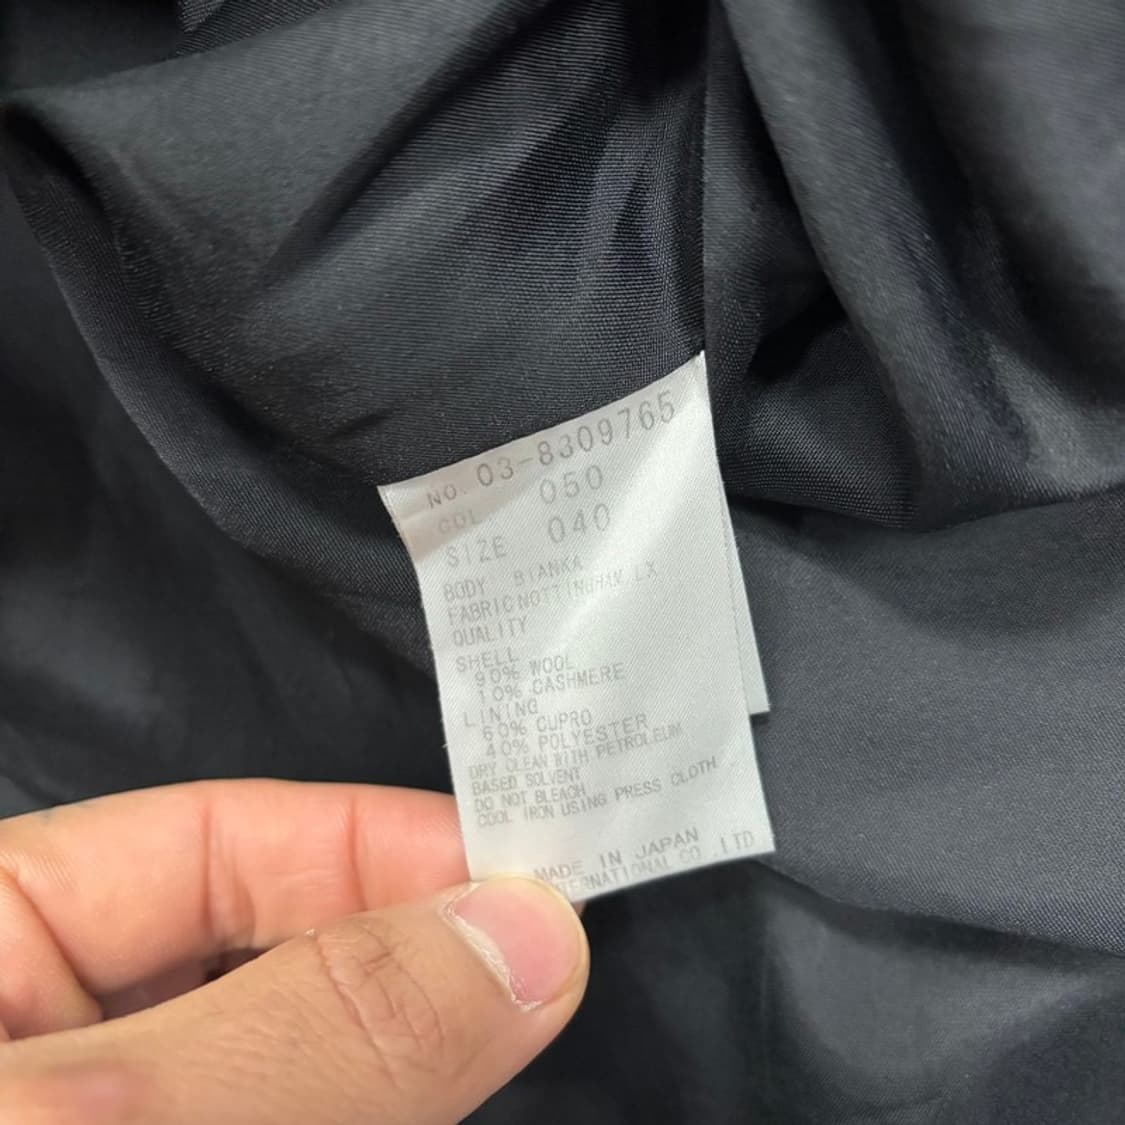 NO. 03-8309765
COL 050
SIZE 040
BODY BIANKA
FABRIC NOTTINGHAM LX
QUALITY
SHELL
90% WOOL
10% CASHMERE
LINING
60% CUPRO
40% POLYESTER
DRY CLEAN WITH PETROLEUM
BASED SOLVENT
DO NOT BLEACH
COOL IRON USING PRESS CLOTH
MADE IN JAPAN
CO.,LTD